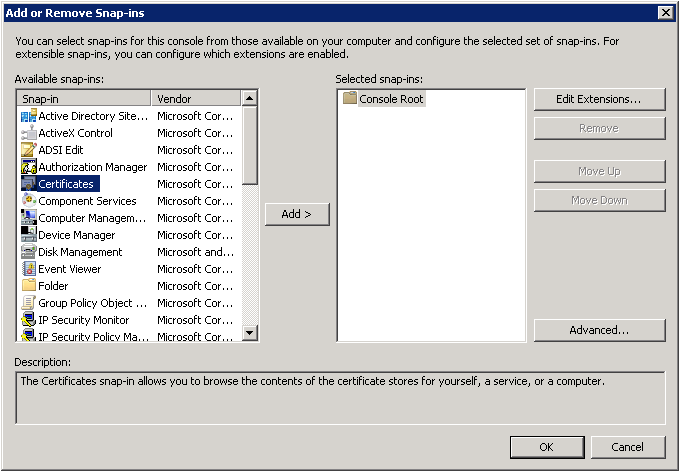 Add or Remove Snap-ins
You can select snap-ins for this console from those available on your computer and configure the selected set of snap-ins. For
extensible snap-ins, you can configure which extensions are enabled.
Available snap-ins:
Selected snap-ins:
Snap-in Vendor
Active Directory Site... Microsoft Cor...
ActiveX Control Microsoft Cor...
ADSI Edit Microsoft Cor...
Authorization Manager Microsoft Cor...
Certificates Microsoft Cor...
Component Services Microsoft Cor...
Computer Managem... Microsoft Cor...
Device Manager Microsoft Cor...
Disk Management Microsoft and...
Event Viewer Microsoft Cor...
Folder Microsoft Cor...
Group Policy Object ... Microsoft Cor...
IP Security Monitor Microsoft Cor...
IP Security Policy Ma... Microsoft Cor...
Add >
Console Root
Edit Extensions...
Remove
Move Up
Move Down
Advanced...
Description:
The Certificates snap-in allows you to browse the contents of the certificate stores for yourself, a service, or a computer.
OK
Cancel